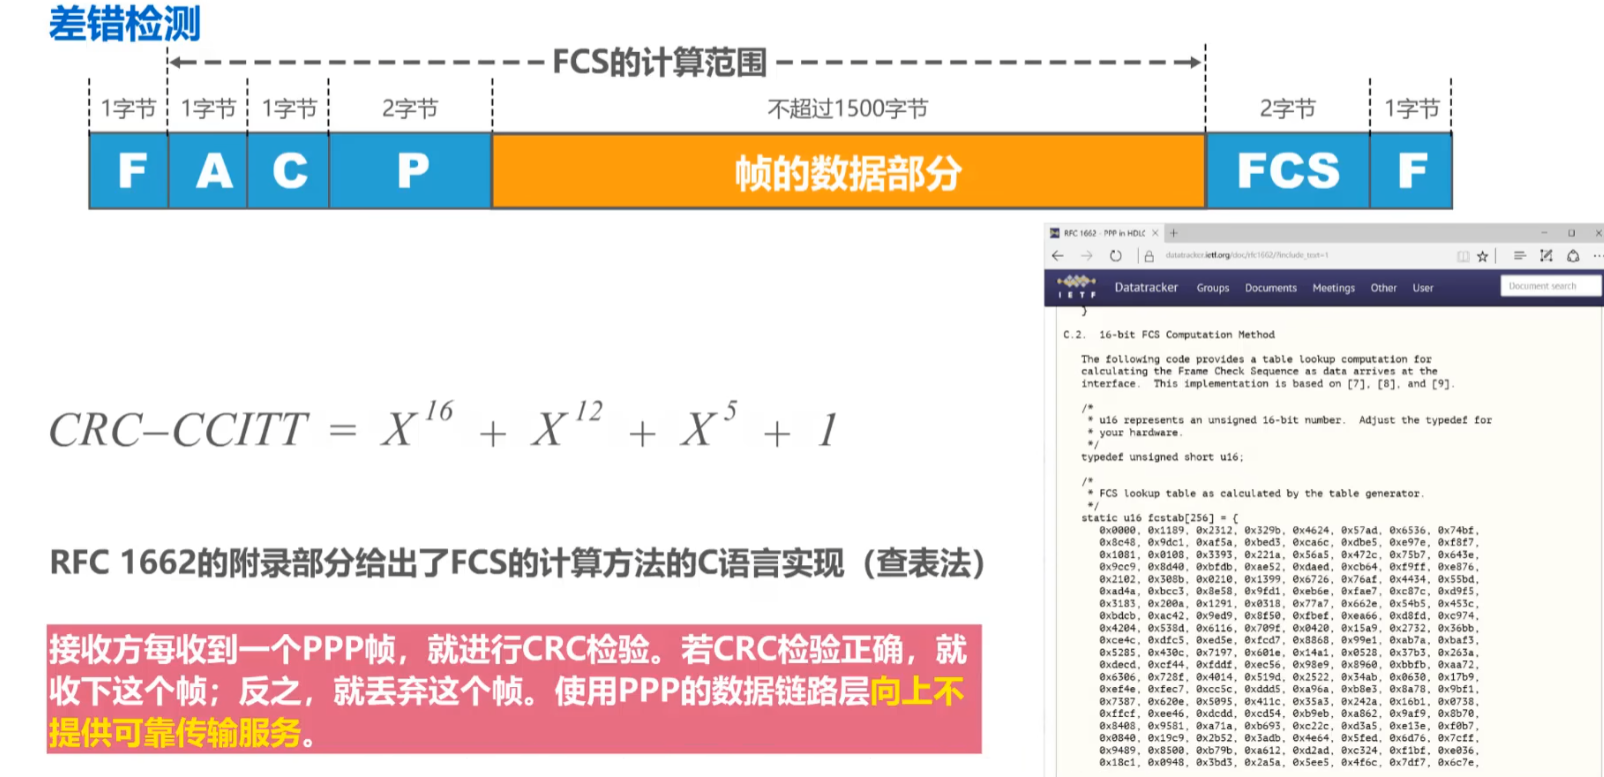 差错检测
FCS的计算范围
1字节 1字节 1字节 2字节 不超过1500字节 2字节 1字节
F A C P 帧的数据部分 FCS F
CRC–CCITT = X^16 + X^12 + X^5 + 1
RFC 1662的附录部分给出了FCS的计算方法的C语言实现（查表法）
接收方每收到一个PPP帧，就进行CRC检验。若CRC检验正确，就
收下这个帧；反之，就丢弃这个帧。使用PPP的数据链路层向上不
提供可靠传输服务。
RFC 1662 - PPP in HDLC
datatracker.ietf.org/doc/rfc1662/?include_text=1
IETF Datatracker Groups Documents Meetings Other User Document search
}
C.2. 16-bit FCS Computation Method
The following code provides a table lookup computation for
calculating the Frame Check Sequence as data arrives at the
interface. This implementation is based on [7], [8], and [9].
/*
* u16 represents an unsigned 16-bit number. Adjust the typedef for
* your hardware.
*/
typedef unsigned short u16;
/*
* FCS lookup table as calculated by the table generator.
*/
static u16 fcstab[256] = {
0x0000, 0x1189, 0x2312, 0x329b, 0x4624, 0x57ad, 0x6536, 0x74bf,
0x8c48, 0x9dc1, 0xaf5a, 0xbed3, 0xca6c, 0xdbe5, 0xe97e, 0xf8f7,
0x1081, 0x0108, 0x3393, 0x221a, 0x56a5, 0x472c, 0x75b7, 0x643e,
0x9cc9, 0x8d40, 0xbfdb, 0xae52, 0xdaed, 0xcb64, 0xf9ff, 0xe876,
0x2102, 0x308b, 0x0210, 0x1399, 0x6726, 0x76af, 0x4434, 0x55bd,
0xad4a, 0xbcc3, 0x8e58, 0x9fd1, 0xeb6e, 0xfae7, 0xc87c, 0xd9f5,
0x3183, 0x200a, 0x1291, 0x0318, 0x77a7, 0x662e, 0x54b5, 0x453c,
0xbdcb, 0xac42, 0x9ed9, 0x8f50, 0xfbef, 0xea66, 0xd8fd, 0xc974,
0x4204, 0x538d, 0x6116, 0x709f, 0x0420, 0x15a9, 0x2732, 0x36bb,
0xce4c, 0xdfc5, 0xed5e, 0xfcd7, 0x8868, 0x99e1, 0xab7a, 0xbaf3,
0x5285, 0x430c, 0x7197, 0x601e, 0x14a1, 0x0528, 0x37b3, 0x263a,
0xdecd, 0xcf44, 0xfddf, 0xec56, 0x98e9, 0x8960, 0xbbfb, 0xaa72,
0x6306, 0x728f, 0x4014, 0x519d, 0x2522, 0x34ab, 0x0630, 0x17b9,
0xef4e, 0xfec7, 0xcc5c, 0xddd5, 0xa96a, 0xb8e3, 0x8a78, 0x9bf1,
0x7387, 0x620e, 0x5095, 0x411c, 0x35a3, 0x242a, 0x16b1, 0x0738,
0xffcf, 0xee46, 0xdcdd, 0xcd54, 0xb9eb, 0xa862, 0x9af9, 0x8b70,
0x8408, 0x9581, 0xa71a, 0xb693, 0xc22c, 0xd3a5, 0xe13e, 0xf0b7,
0x0840, 0x19c9, 0x2b52, 0x3adb, 0x4e64, 0x5fed, 0x6d76, 0x7cff,
0x9489, 0x8500, 0xb79b, 0xa612, 0xd2ad, 0xc324, 0xf1bf, 0xe036,
0x18c1, 0x0948, 0x3bd3, 0x2a5a, 0x5ee5, 0x4f6c, 0x7df7, 0x6c7e,